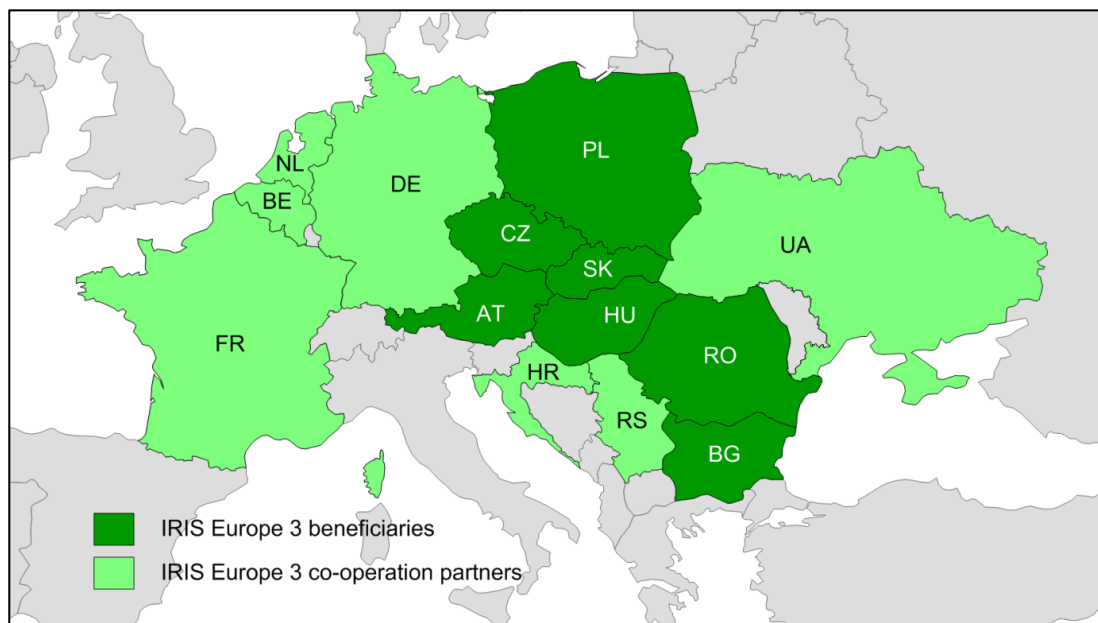 PL
NL
DE
BE
CZ
UA
SK
AT
HU
FR
RO
HR
RS
BG
IRIS Europe 3 beneficiaries
IRIS Europe 3 co-operation partners